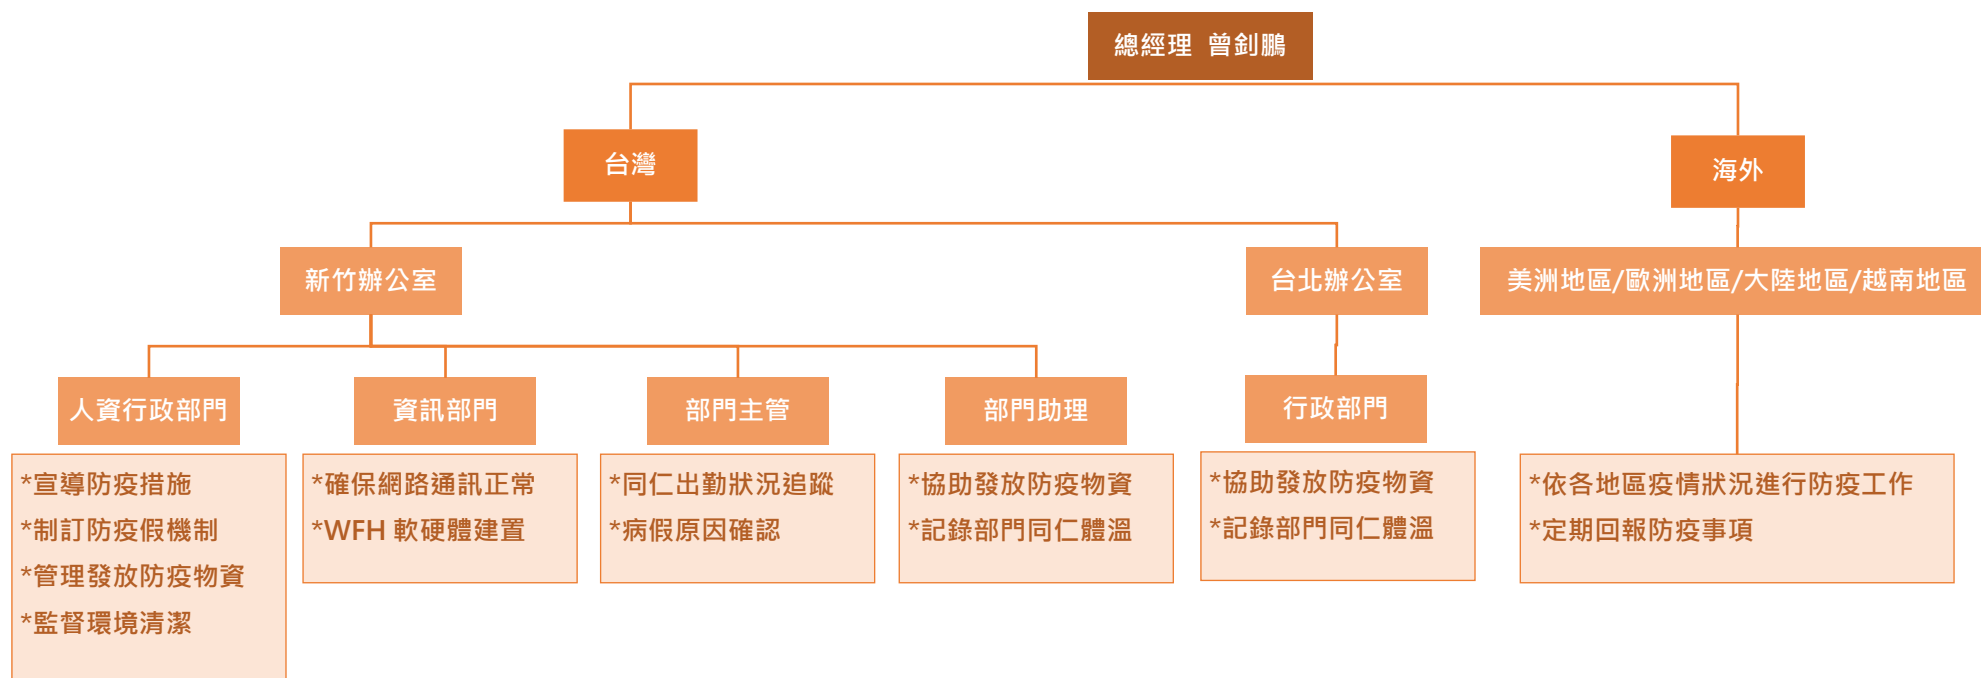 總經理 曾釗鵬
台灣
海外
新竹辦公室
台北辦公室
美洲地區/歐洲地區/大陸地區/越南地區
人資行政部門
資訊部門
部門主管
部門助理
行政部門
*宣導防疫措施
*制訂防疫假機制
*管理發放防疫物資
*監督環境清潔
*確保網路通訊正常
*WFH 軟硬體建置
*同仁出勤狀況追蹤
*病假原因確認
*協助發放防疫物資
*記錄部門同仁體溫
*協助發放防疫物資
*記錄部門同仁體溫
*依各地區疫情狀況進行防疫工作
*定期回報防疫事項